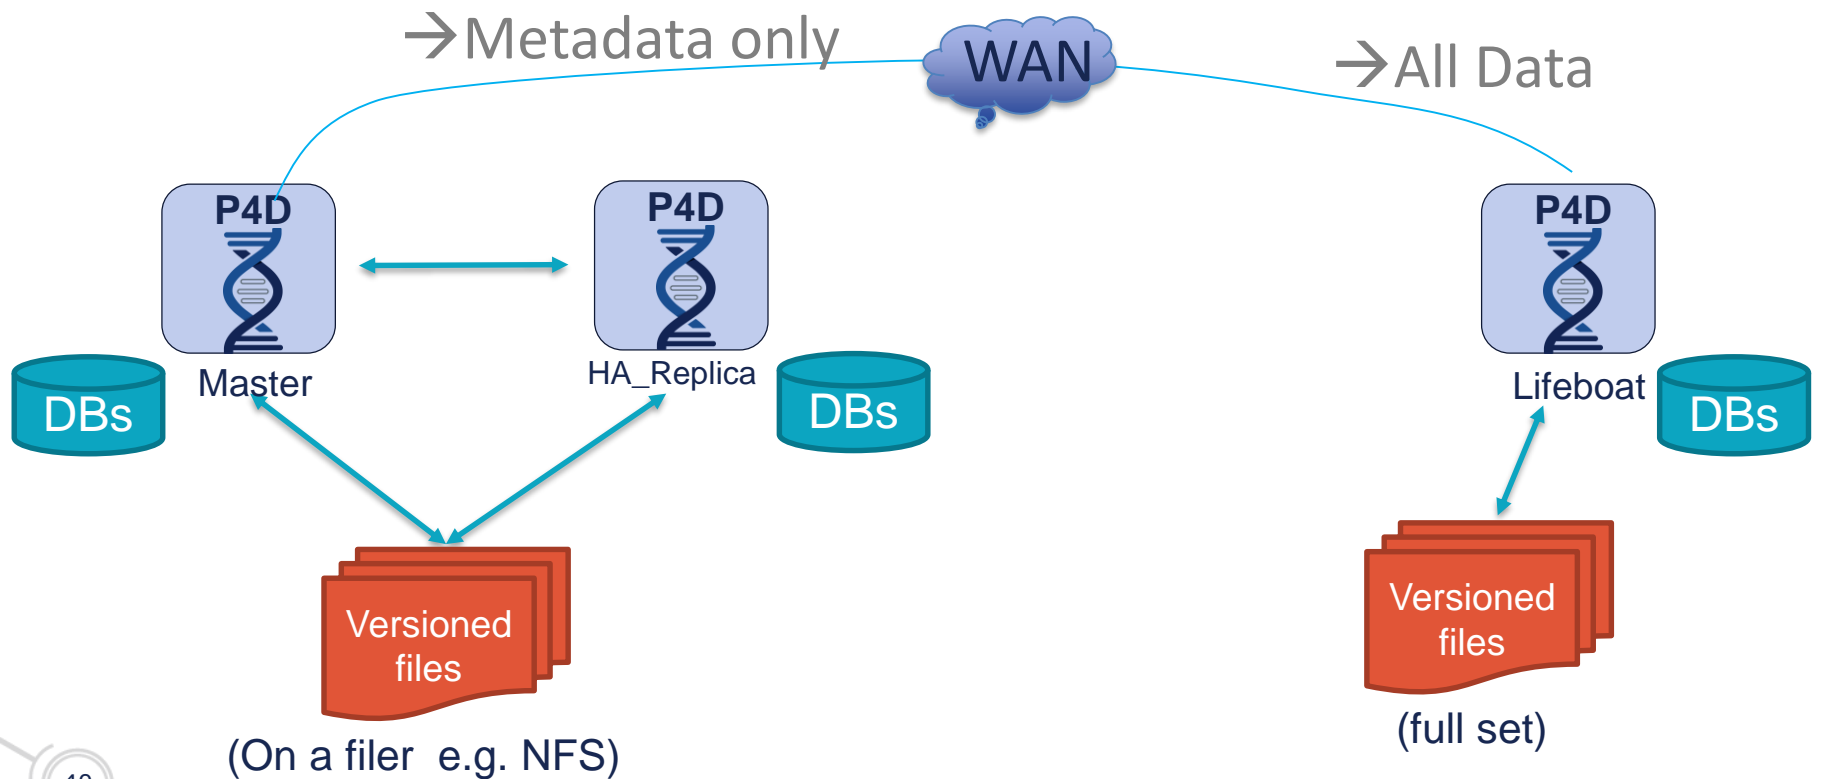 →Metadata only
WAN
→All Data
P4D
P4D
P4D
Master
HA_Replica
Lifeboat
DBs
DBs
DBs
Versioned
files
Versioned
files
(On a filer e.g. NFS)
(full set)